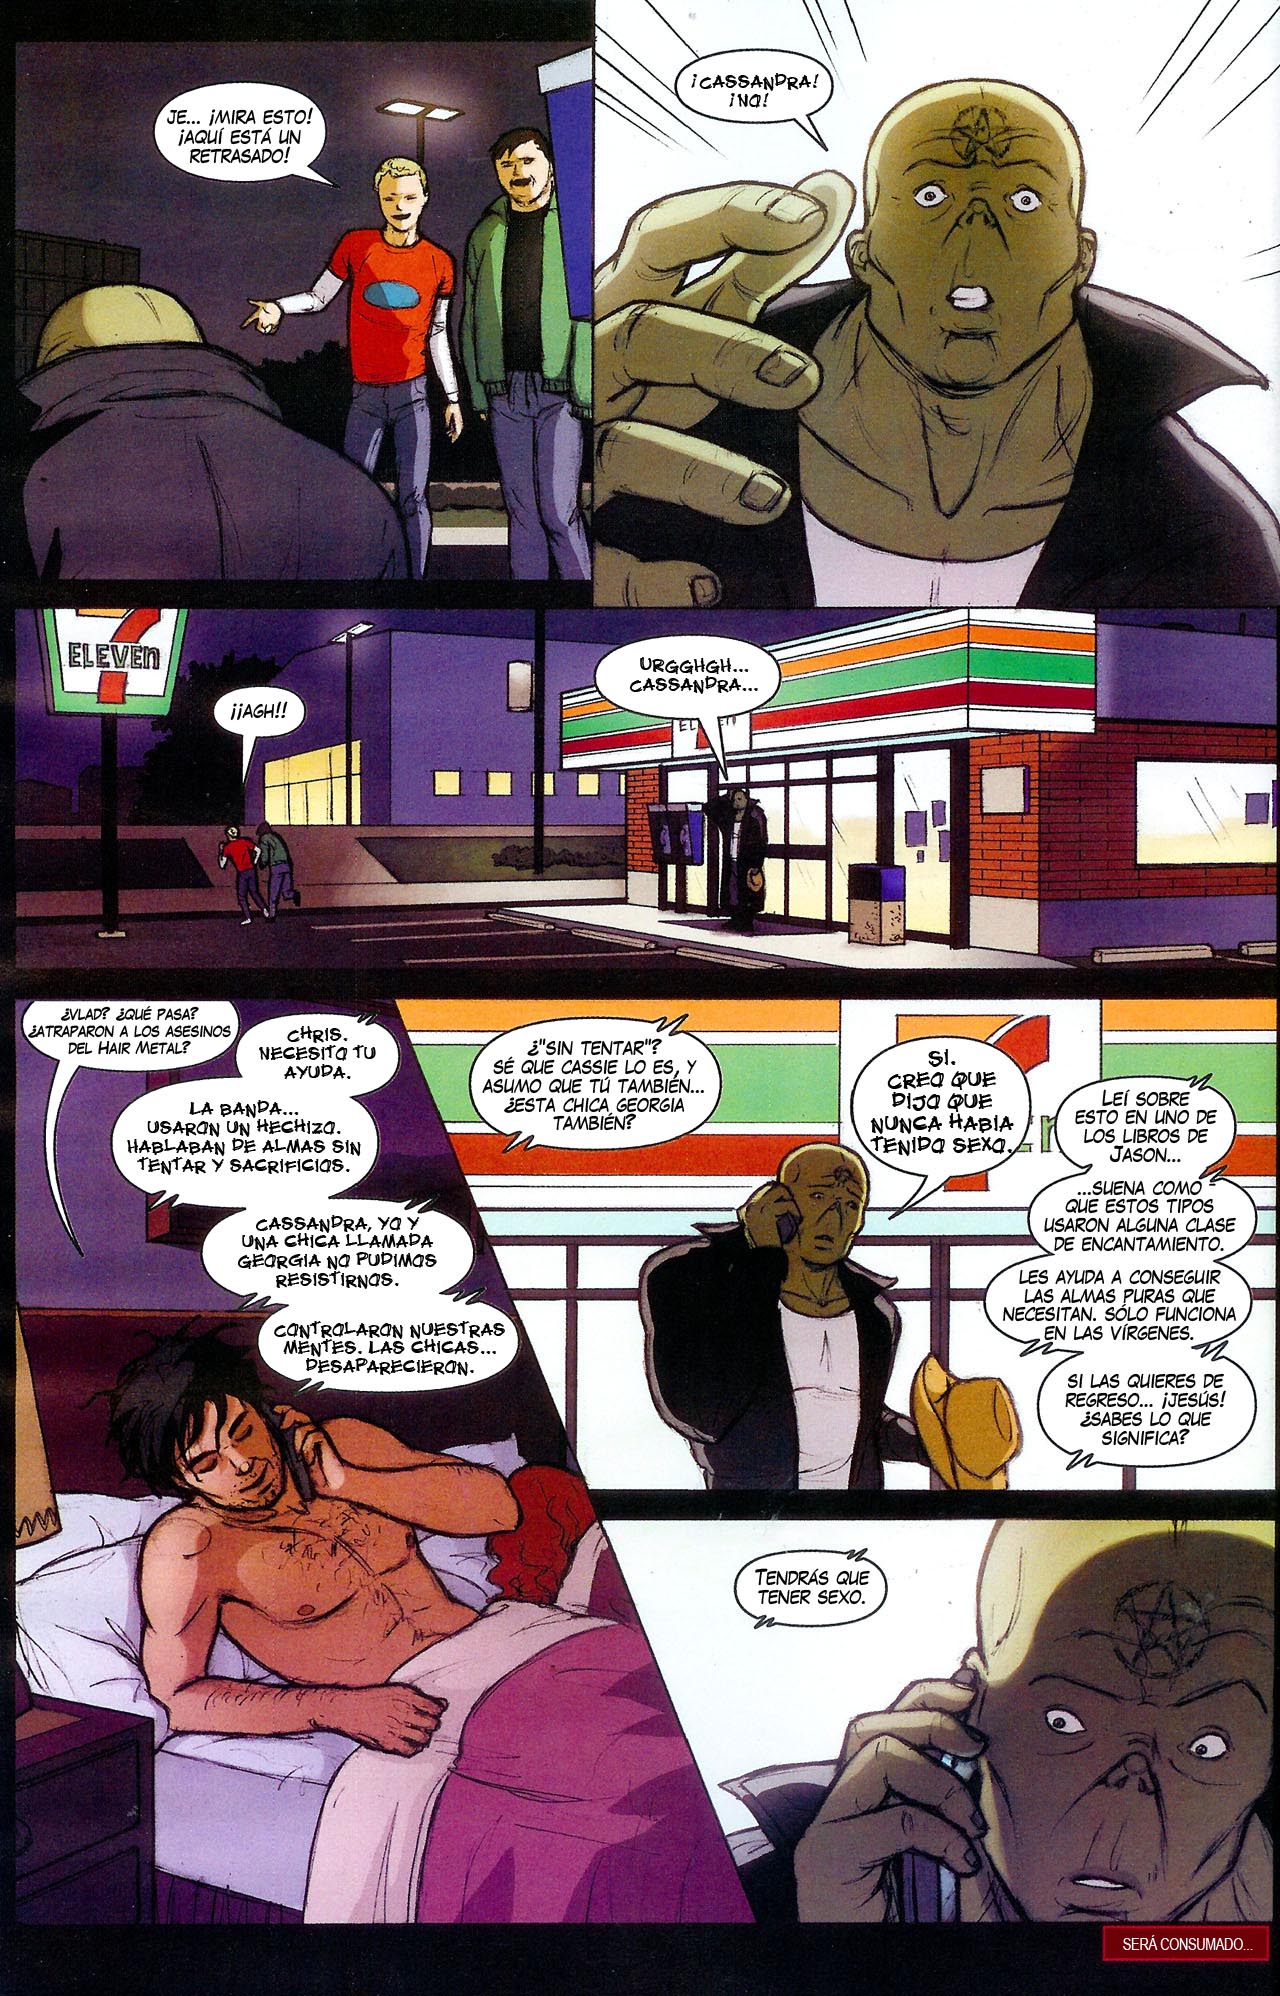 JE... ¡MIRA ESTO!
¡AQUÍ ESTÁ UN
RETRASADO!
¡CASSANDRA!
¡NO!
7
ELEVEN
¡¡AGH!!
URGGHGH...
CASSANDRA...
ELEVEN
¿VLAD? ¿QUÉ PASA?
¿ATRAPARON A LOS ASESINOS
DEL HAIR METAL?
CHRIS.
NECESITO TU
AYUDA.
LA BANDA...
USARON UN HECHIZO.
HABLABAN DE ALMAS SIN
TENTAR Y SACRIFICIOS.
CASSANDRA, YO Y
UNA CHICA LLAMADA
GEORGIA NO PUDIMOS
RESISTIRNOS.
CONTROLARON NUESTRAS
MENTES. LAS CHICAS...
DESAPARECIERON.
¿"SIN TENTAR"?
SÉ QUE CASSIE LO ES, Y
ASUMO QUE TÚ TAMBIÉN...
¿ESTA CHICA GEORGIA
TAMBIÉN?
SI.
CREO QUE
DIJO QUE
NUNCA HABÍA
TENIDO SEXO.
LEÍ SOBRE
ESTO EN UNO DE
LOS LIBROS DE
JASON...
...SUENA COMO
QUE ESTOS TIPOS
USARON ALGUNA CLASE
DE ENCANTAMIENTO.
LES AYUDA A CONSEGUIR
LAS ALMAS PURAS QUE
NECESITAN. SÓLO FUNCIONA
EN LAS VÍRGENES.
SI LAS QUIERES DE
REGRESO... ¡JESÚS!
¿SABES LO QUE
SIGNIFICA?
TENDRÁS QUE
TENER SEXO.
SERÁ CONSUMADO...